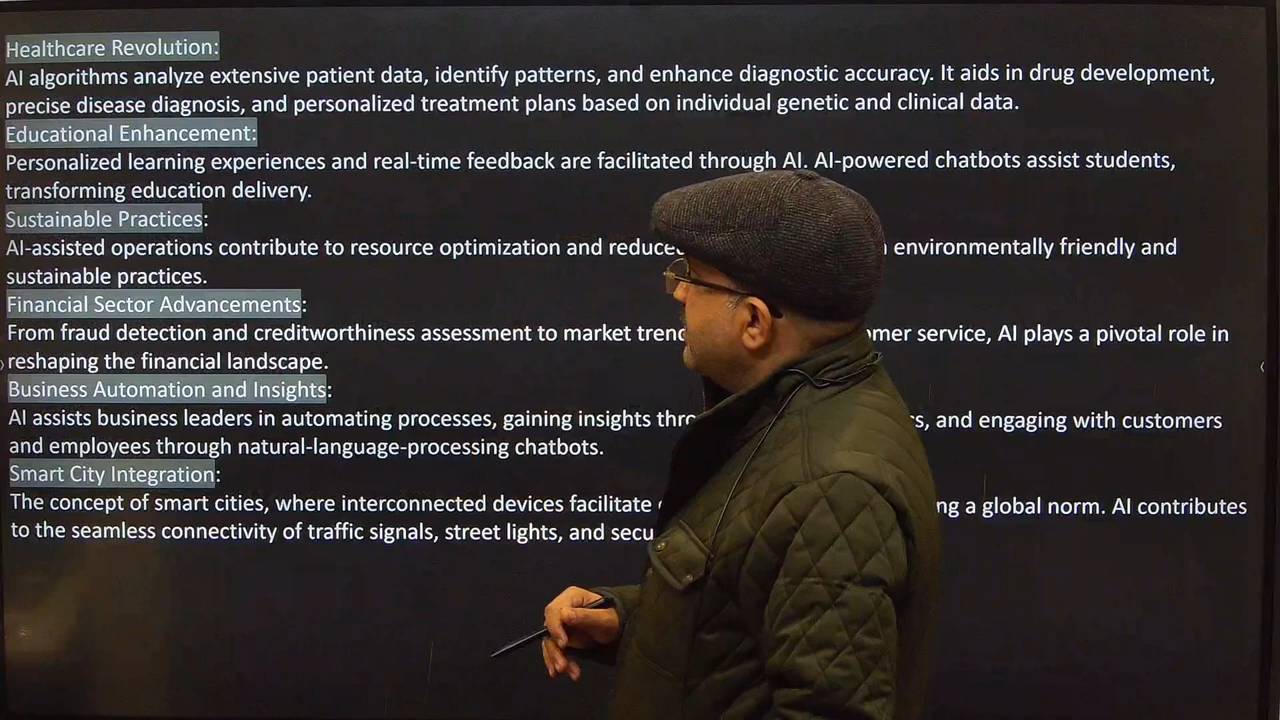 Healthcare Revolution:
AI algorithms analyze extensive patient data, identify patterns, and enhance diagnostic accuracy. It aids in drug development,
precise disease diagnosis, and personalized treatment plans based on individual genetic and clinical data.
Educational Enhancement:
Personalized learning experiences and real-time feedback are facilitated through AI. AI-powered chatbots assist students,
transforming education delivery.
Sustainable Practices:
AI-assisted operations contribute to resource optimization and environmentally friendly and
sustainable practices.
Financial Sector Advancements:
From fraud detection and creditworthiness assessment to market service, AI plays a pivotal role in
reshaping the financial landscape.
Business Automation and Insights:
AI assists business leaders in automating processes, gaining insights and engaging with customers
and employees through natural-language-processing chatbots.
Smart City Integration:
The concept of smart cities, where interconnected devices facilitate a global norm. AI contributes
to the seamless connectivity of traffic signals, street lights, and